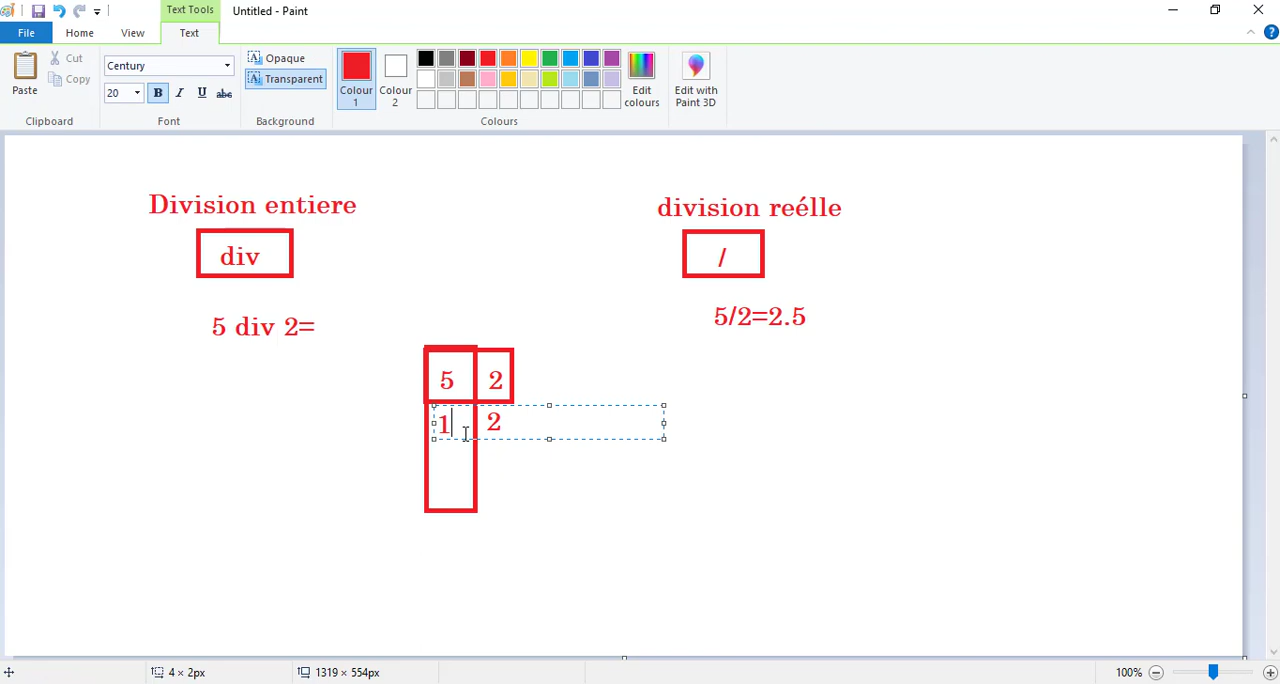 Untitled - Paint
Text Tools
File Home View Text
Paste
Cut
Copy
Clipboard
Century
20 B I U abc
Font
Opaque
Transparent
Background
Colour 1
Colour 2
Edit colours
Colours
Edit with Paint 3D
Division entiere
division reélle
div
/
5 div 2=
5/2=2.5
5 2
1 2
4 × 2px
1319 × 554px
100%